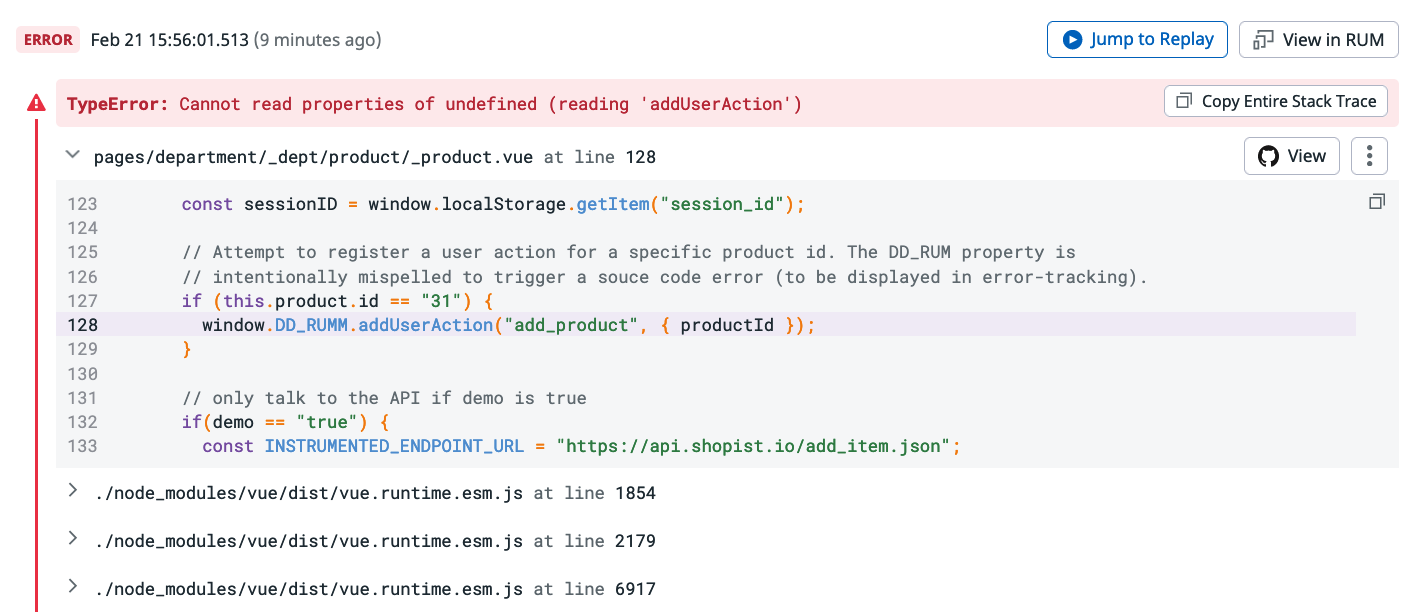 ERROR Feb 21 15:56:01.513 (9 minutes ago) Jump to Replay View in RUM
TypeError: Cannot read properties of undefined (reading 'addUserAction') Copy Entire Stack Trace
pages/department/_dept/product/_product.vue at line 128 View
123 const sessionID = window.localStorage.getItem("session_id");
124
125 // Attempt to register a user action for a specific product id. The DD_RUM property is
126 // intentionally mispelled to trigger a souce code error (to be displayed in error-tracking).
127 if (this.product.id == "31") {
128 window.DD_RUMM.addUserAction("add_product", { productId });
129 }
130
131 // only talk to the API if demo is true
132 if(demo == "true") {
133 const INSTRUMENTED_ENDPOINT_URL = "https://api.shopist.io/add_item.json";
./node_modules/vue/dist/vue.runtime.esm.js at line 1854
./node_modules/vue/dist/vue.runtime.esm.js at line 2179
./node_modules/vue/dist/vue.runtime.esm.js at line 6917